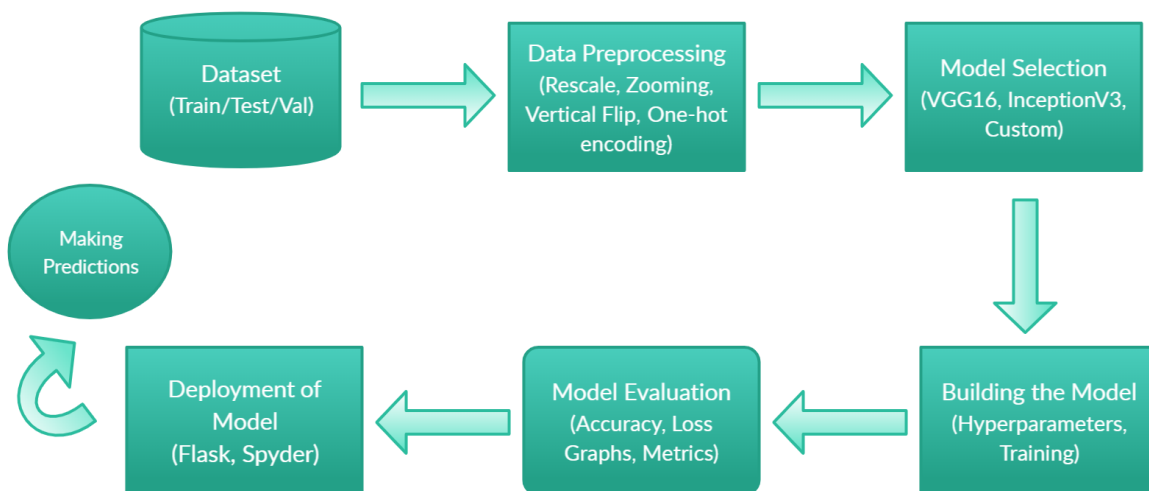 Dataset
(Train/Test/Val)
Data Preprocessing
(Rescale, Zooming,
Vertical Flip, One-hot
encoding)
Model Selection
(VGG16, InceptionV3,
Custom)
Building the Model
(Hyperparameters,
Training)
Model Evaluation
(Accuracy, Loss
Graphs, Metrics)
Deployment of
Model
(Flask, Spyder)
Making
Predictions